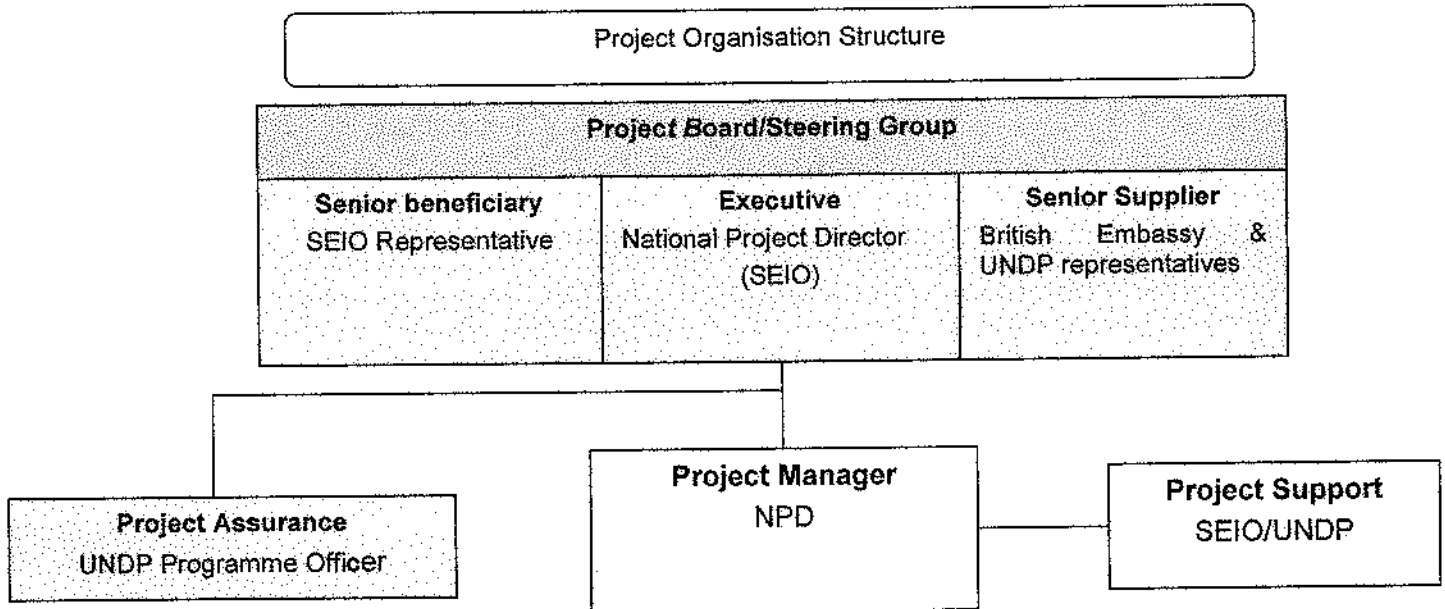 Project Organisation Structure
Project Board/Steering Group
Senior beneficiary
SEIO Representative
Executive
National Project Director
(SEIO)
Senior Supplier
British Embassy &
UNDP representatives
Project Assurance
UNDP Programme Officer
Project Manager
NPD
Project Support
SEIO/UNDP